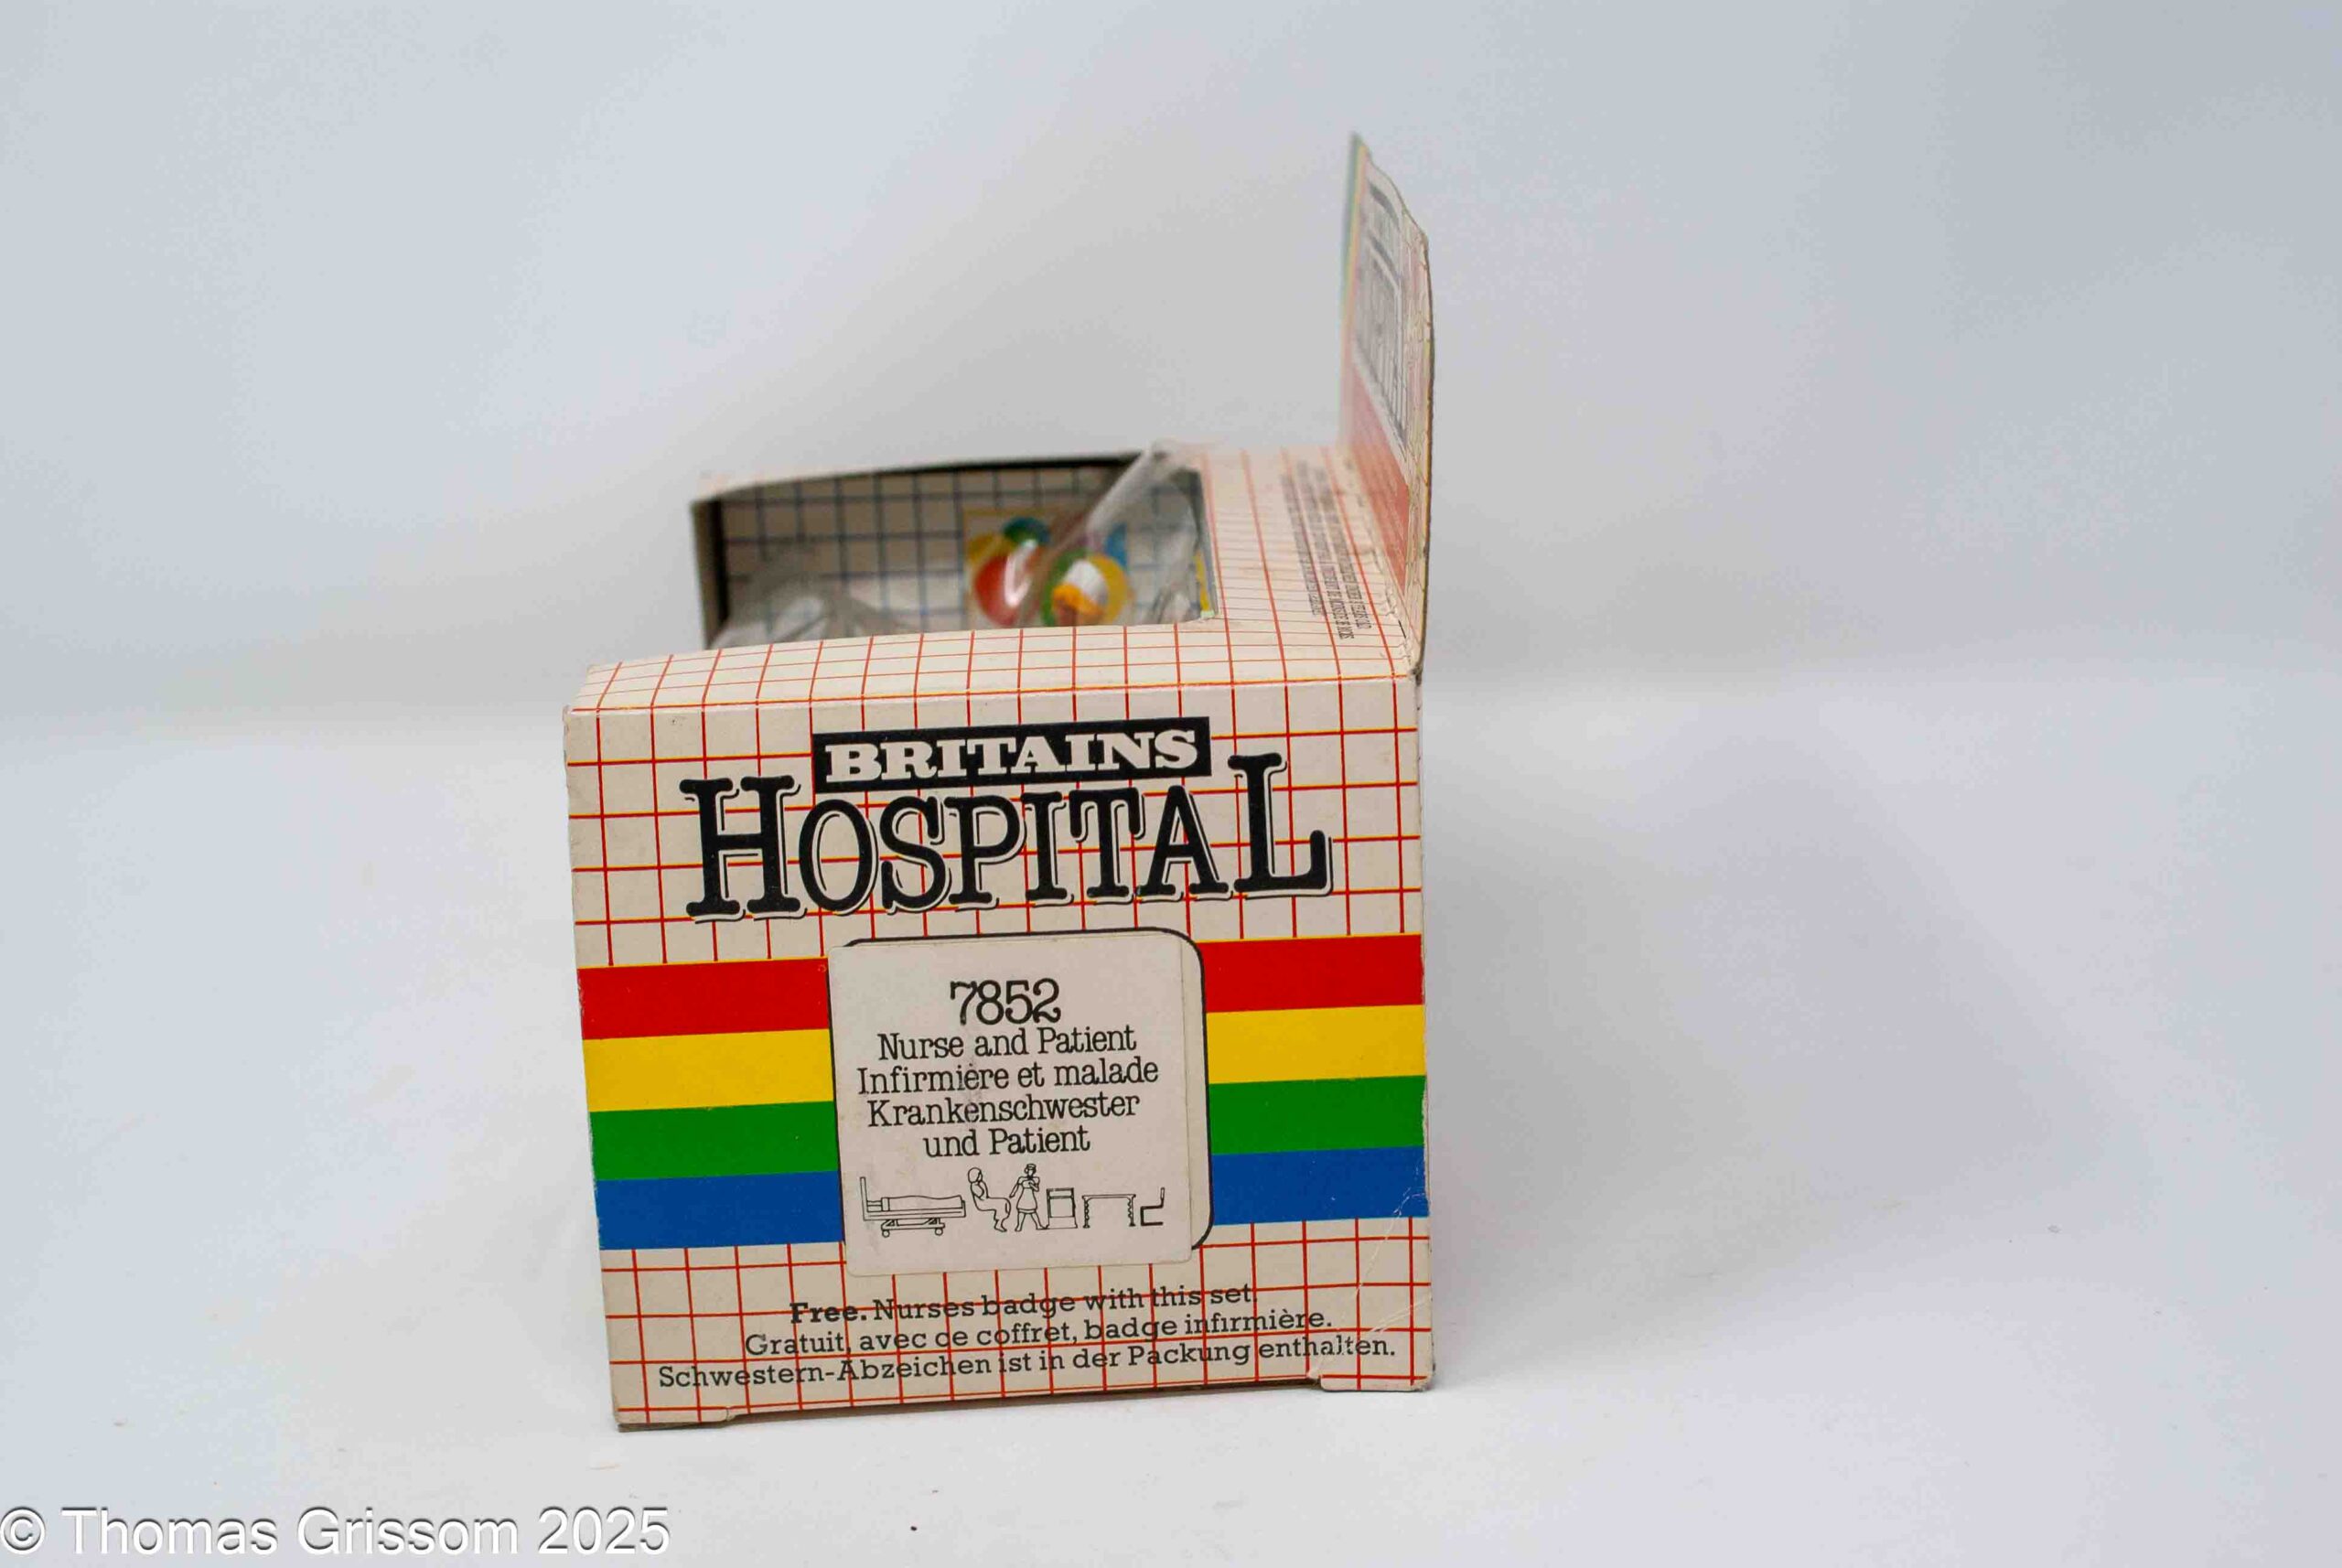 BRITAINS
HOSPITAL
7852
Nurse and Patient
Infirmière et malade
Krankenschwester
und Patient
Free. Nurses badge with this set.
Gratuit, avec ce coffret, badge infirmière.
Schwestern-Abzeichen ist in der Packung enthalten.
© Thomas Grissom 2025